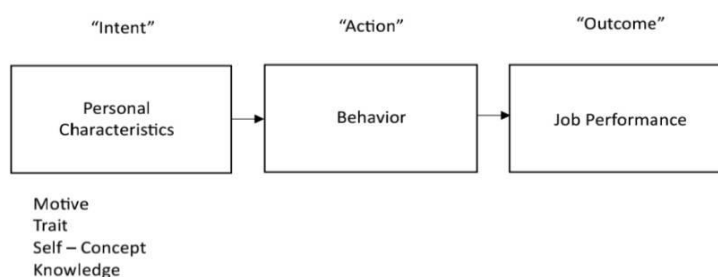 “Intent”
“Action”
“Outcome”
Personal
Characteristics
Behavior
Job Performance
Motive
Trait
Self – Concept
Knowledge